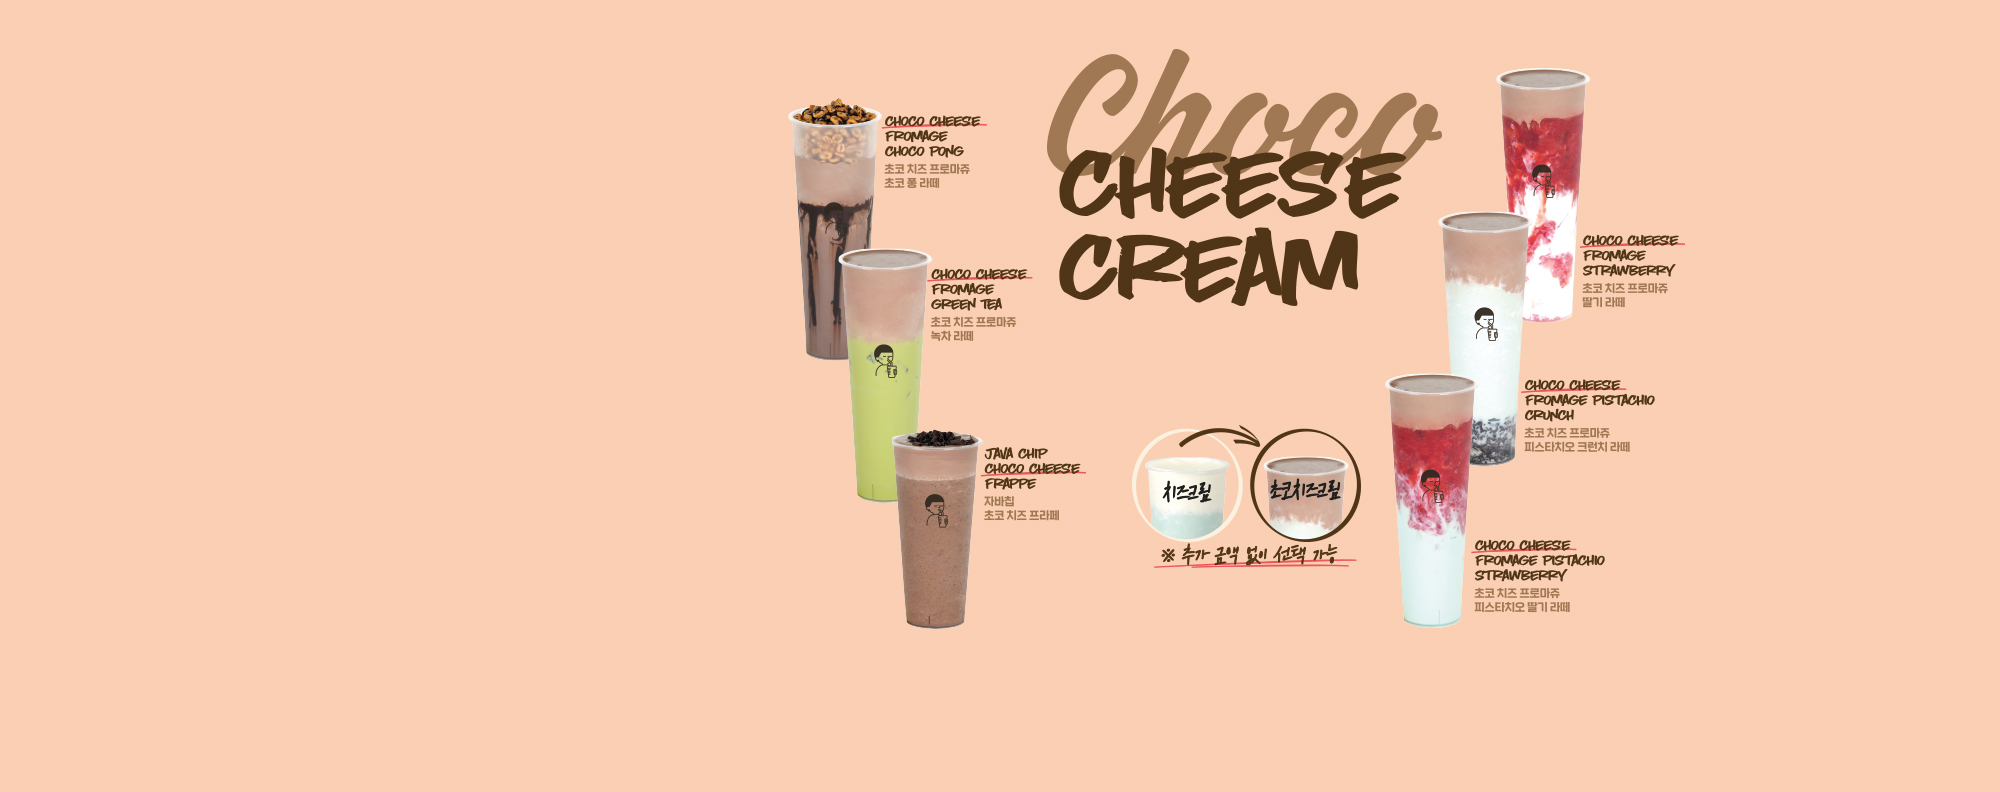 Choco
CHEESE
CREAM
CHOCO CHEESE
FROMAGE
CHOCO PONG
초코 치즈 프로마쥬
초코 퐁 라떼
CHOCO CHEESE
FROMAGE
GREEN TEA
초코 치즈 프로마쥬
녹차 라떼
JAVA CHIP
CHOCO CHEESE
FRAPPE
자바칩
초코 치즈 프라페
치즈크림
초코치즈크림
※ 추가 금액 없이 선택 가능
CHOCO CHEESE
FROMAGE
STRAWBERRY
초코 치즈 프로마쥬
딸기 라떼
CHOCO CHEESE
FROMAGE PISTACHIO
CRUNCH
초코 치즈 프로마쥬
피스타치오 크런치 라떼
CHOCO CHEESE
FROMAGE PISTACHIO
STRAWBERRY
초코 치즈 프로마쥬
피스타치오 딸기 라떼